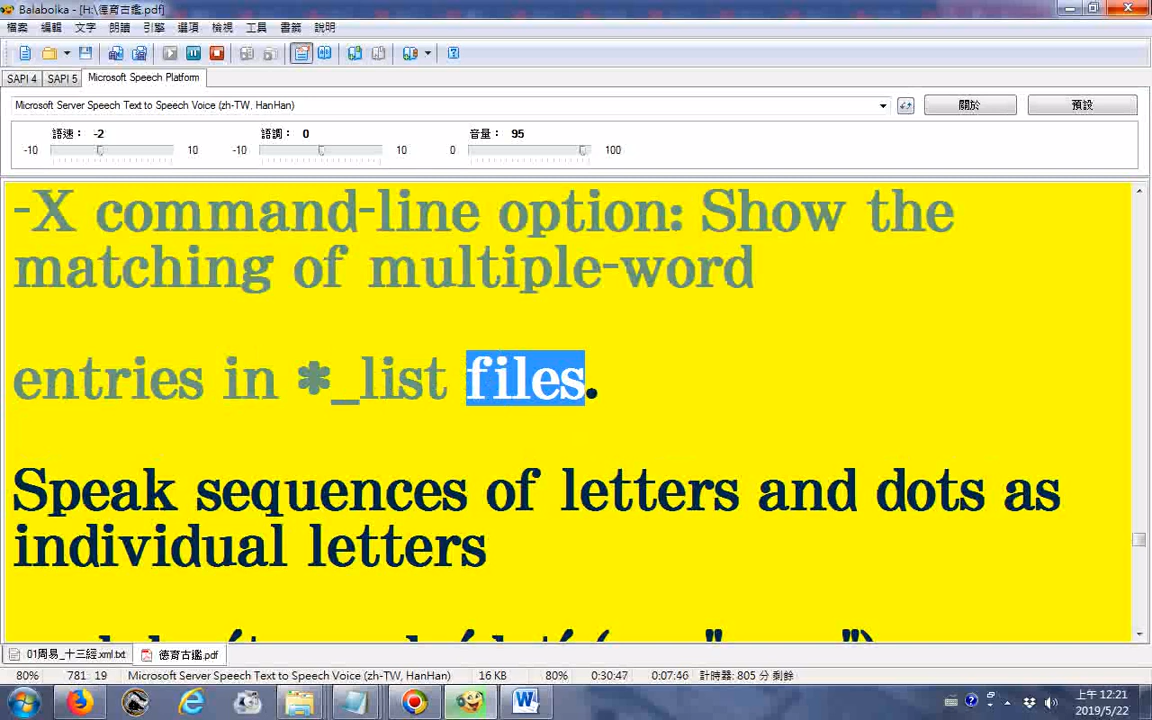 Balabolka - [H:\德育古鑑.pdf]
檔案 編輯 文字 朗讀 引擎 選項 檢視 工具 書籤 說明
SAPI 4 SAPI 5 Microsoft Speech Platform
Microsoft Server Speech Text to Speech Voice (zh-TW, HanHan)
關於 預設
語速： -2 語調： 0 音量： 95
-10 10 -10 10 0 100
-X command-line option: Show the
matching of multiple-word
entries in *_list files.
Speak sequences of letters and dots as
individual letters
01周易_十三經.xml.txt 德育古鑑.pdf
80% 781 19 Microsoft Server Speech Text to Speech Voice (zh-TW, HanHan) 16 KB 80% 0:30:47 0:07:46 計時器: 805 分 剩餘
上午 12:21
2019/5/22